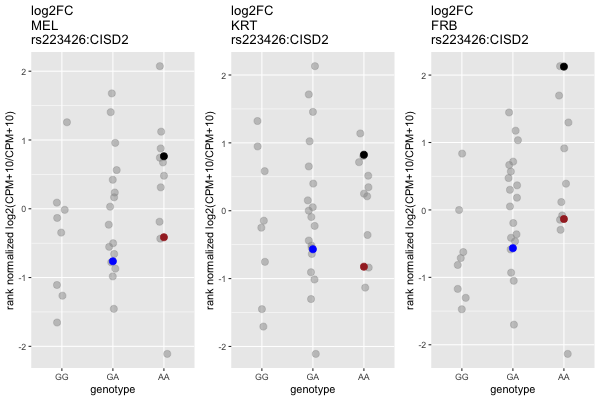 log2FC
MEL
rs223426:CISD2
rank normalized log2(CPM+10/CPM+10)
2
1
0
-1
-2
GG
GA
AA
genotype
log2FC
KRT
rs223426:CISD2
rank normalized log2(CPM+10/CPM+10)
2
1
0
-1
-2
GG
GA
AA
genotype
log2FC
FRB
rs223426:CISD2
rank normalized log2(CPM+10/CPM+10)
2
1
0
-1
-2
GG
GA
AA
genotype